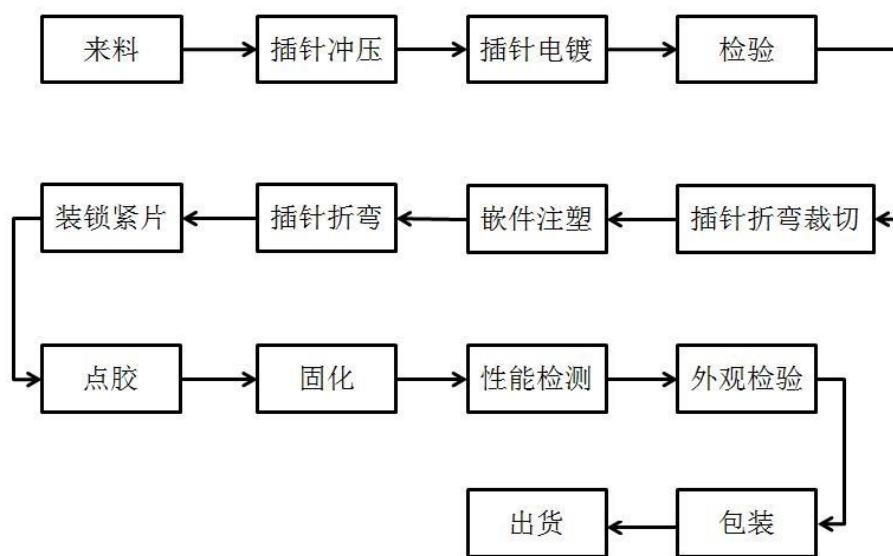 来料
插针冲压
插针电镀
检验
插针折弯裁切
嵌件注塑
插针折弯
装锁紧片
点胶
固化
性能检测
外观检验
包装
出货